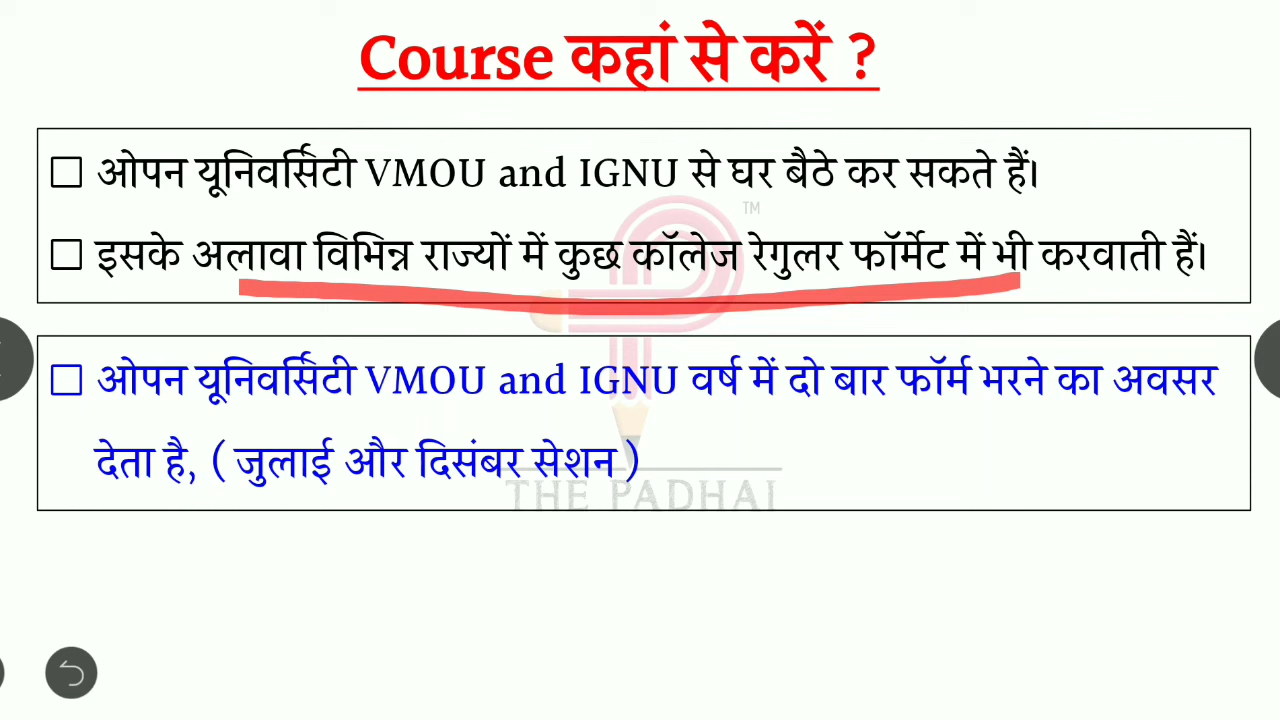 Course कहां से करें ?
ओपन यूनिवर्सिटी VMOU and IGNU से घर बैठे कर सकते हैं।
TM
इसके अलावा विभिन्न राज्यों में कुछ कॉलेज रेगुलर फॉर्मेट में भी करवाती हैं।
ओपन यूनिवर्सिटी VMOU and IGNU वर्ष में दो बार फॉर्म भरने का अवसर
देता है, ( जुलाई और दिसंबर सेशन )
THE PADHAI